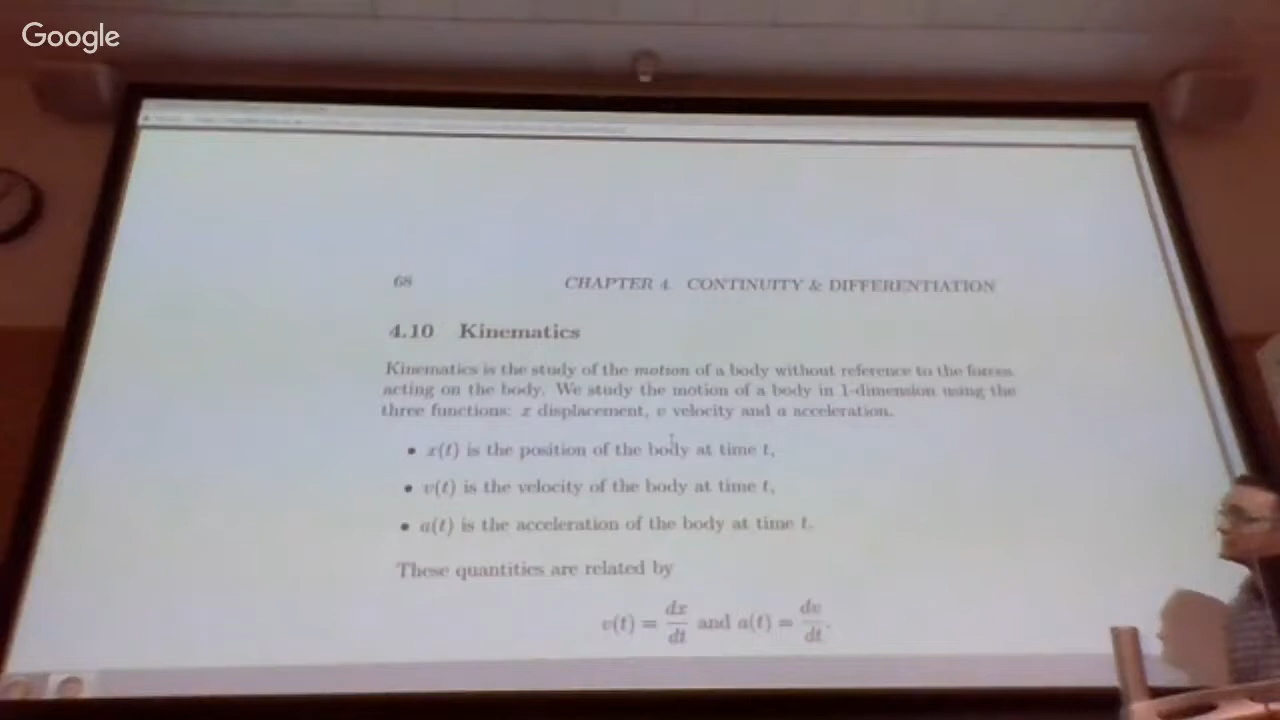 Google
68 CHAPTER 4. CONTINUITY & DIFFERENTIATION
4.10 Kinematics
Kinematics is the study of the motion of a body without reference to the forces
acting on the body. We study the motion of a body in 1-dimension using the
three functions: x displacement, v velocity and a acceleration.
• x(t) is the position of the body at time t,
• v(t) is the velocity of the body at time t,
• a(t) is the acceleration of the body at time t.
These quantities are related by
v(t) = dx/dt and a(t) = dv/dt.